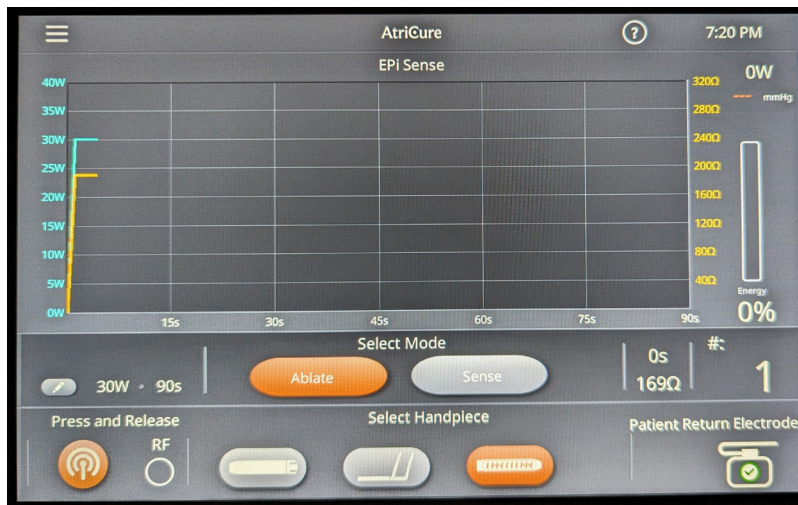 AtriCure
?
7:20 PM
EPi Sense
0W
mmHg
40W
35W
30W
25W
20W
15W
10W
5W
0W
320Ω
280Ω
240Ω
200Ω
160Ω
120Ω
80Ω
40Ω
15s
30s
45s
60s
75s
90s
Energy
0%
Select Mode
30W • 90s
Ablate
Sense
0s
169Ω
#:
1
Press and Release
RF
Select Handpiece
Patient Return Electrode